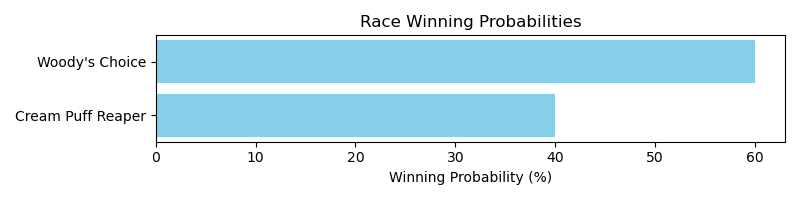 Race Winning Probabilities
Woody's Choice
Cream Puff Reaper
0 10 20 30 40 50 60
Winning Probability (%)